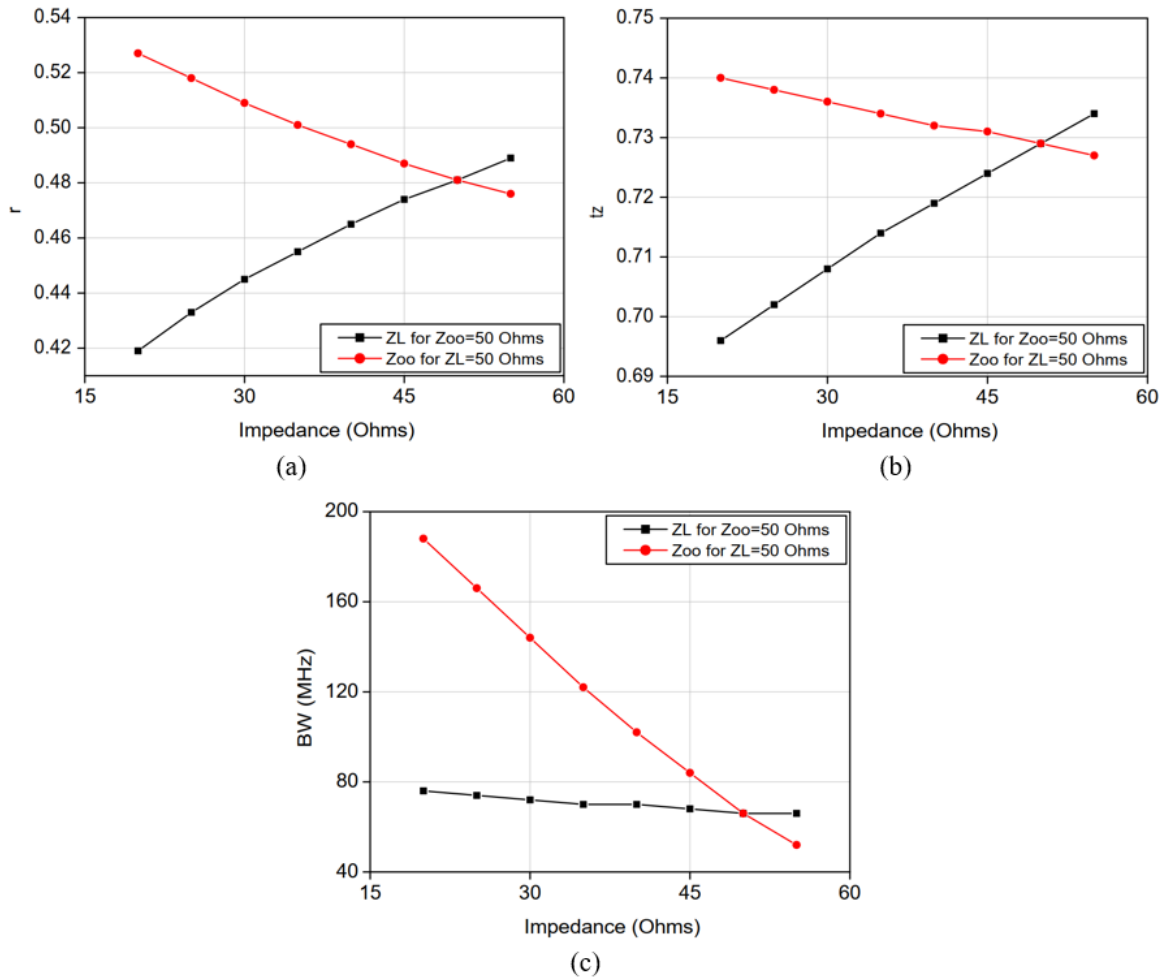 0.54
0.52
0.50
0.48
0.46
0.44
0.42
r
15
30
45
60
Impedance (Ohms)
ZL for Zoo=50 Ohms
Zoo for ZL=50 Ohms
(a)
0.75
0.74
0.73
0.72
0.71
0.70
0.69
tz
15
30
45
60
Impedance (Ohms)
ZL for Zoo=50 Ohms
Zoo for ZL=50 Ohms
(b)
200
160
120
80
40
BW (MHz)
15
30
45
60
Impedance (Ohms)
ZL for Zoo=50 Ohms
Zoo for ZL=50 Ohms
(c)